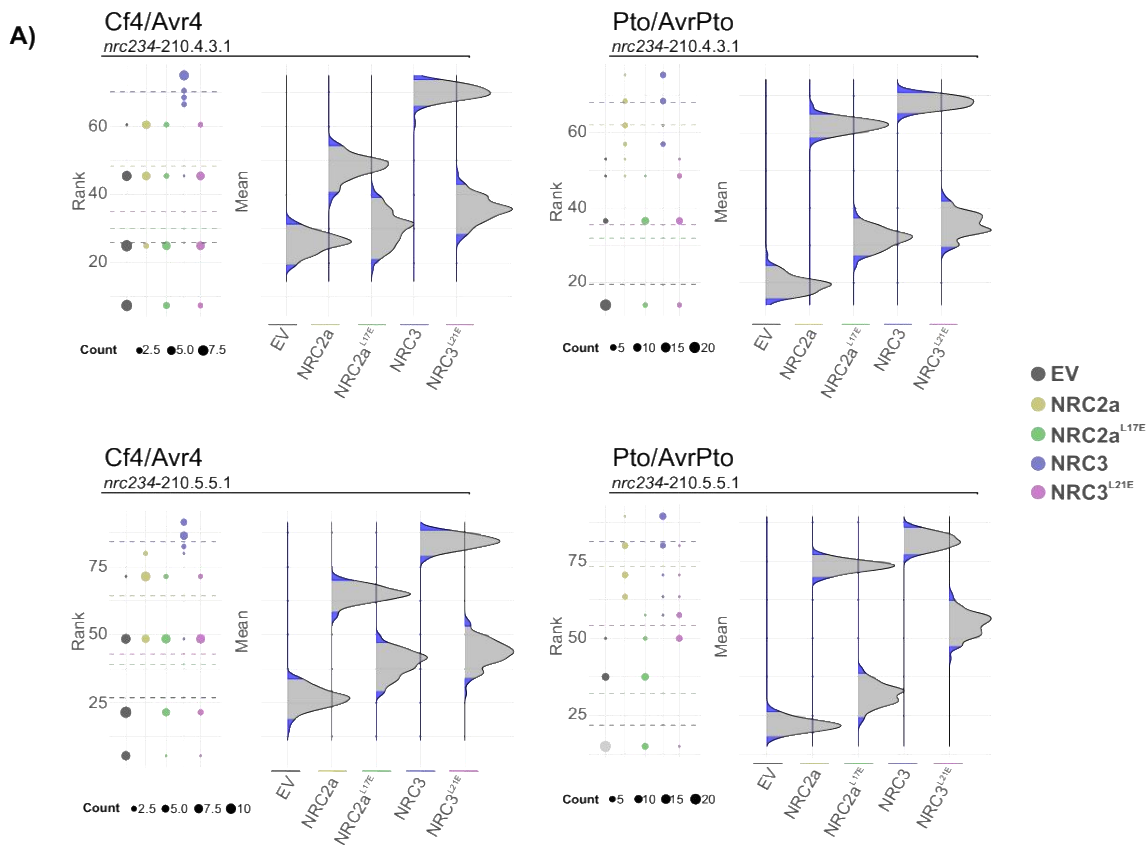 A)
Cf4/Avr4
nrc234-210.4.3.1
Rank
60
40
20
Mean
EV
NRC2a
NRC2a^L17E
NRC3
NRC3^L21E
Count 2.5 5.0 7.5
Pto/AvrPto
nrc234-210.4.3.1
Rank
60
40
20
Mean
EV
NRC2a
NRC2a^L17E
NRC3
NRC3^L21E
Count 5 10 15 20
EV
NRC2a
NRC2a^L17E
NRC3
NRC3^L21E
Cf4/Avr4
nrc234-210.5.5.1
Rank
75
50
25
Mean
EV
NRC2a
NRC2a^L17E
NRC3
NRC3^L21E
Count 2.5 5.0 7.5 10
Pto/AvrPto
nrc234-210.5.5.1
Rank
75
50
25
Mean
EV
NRC2a
NRC2a^L17E
NRC3
NRC3^L21E
Count 5 10 15 20